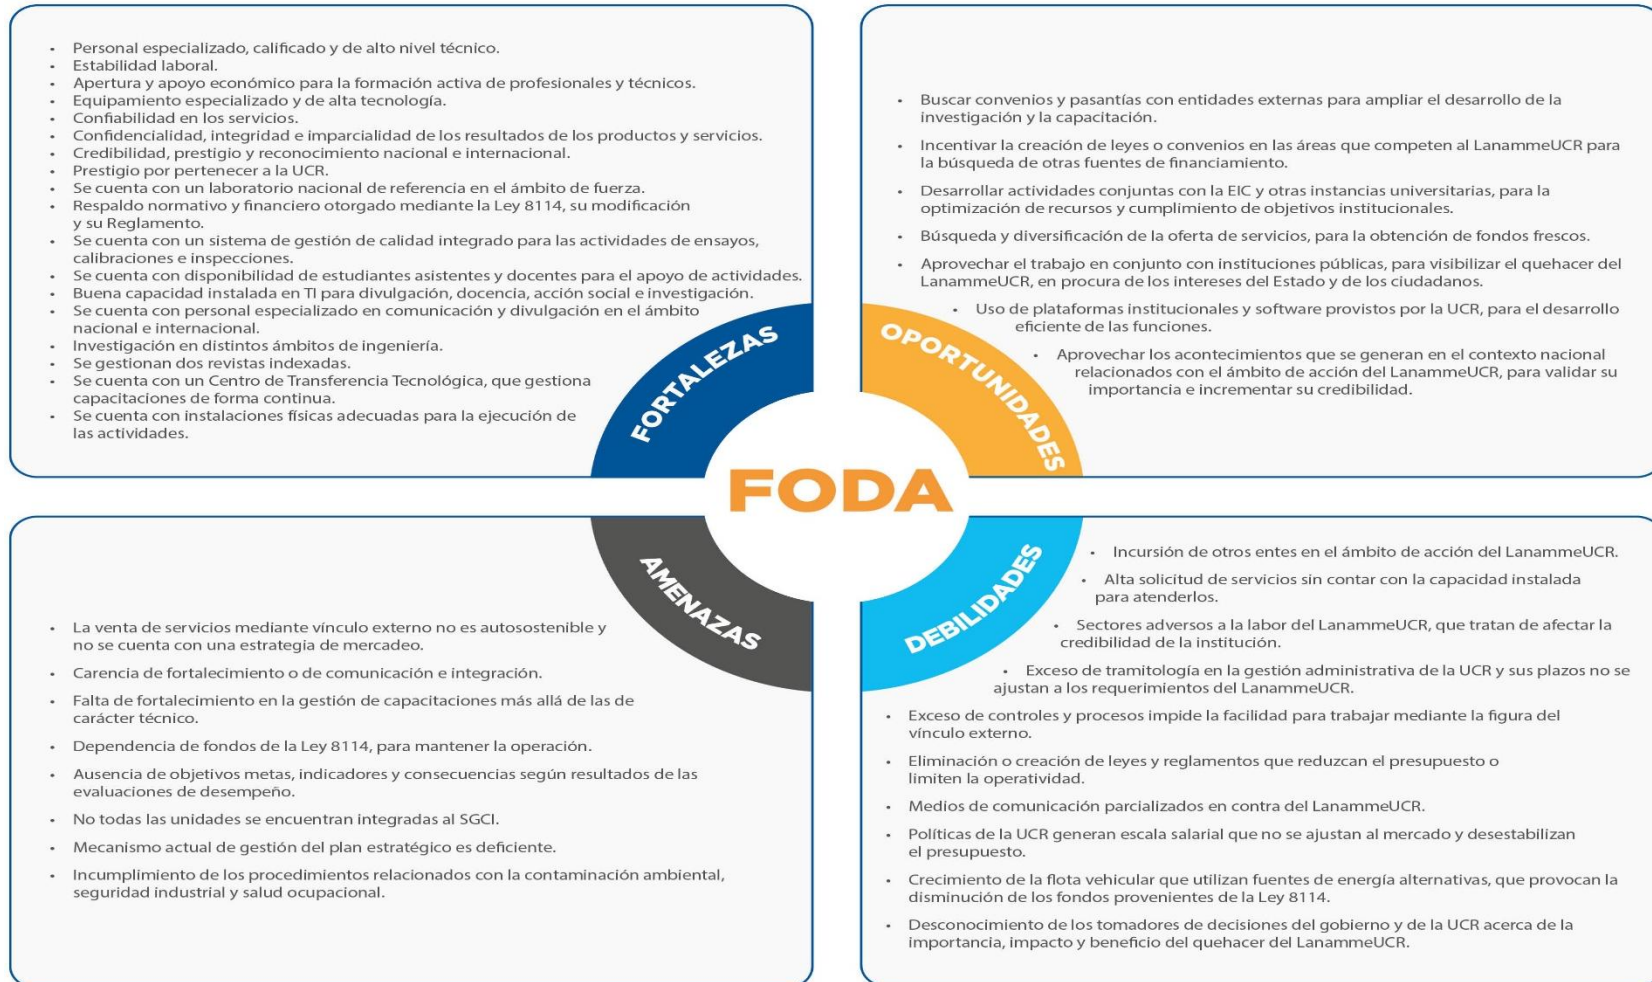 • Personal especializado, calificado y de alto nivel técnico.
• Estabilidad laboral.
• Apertura y apoyo económico para la formación activa de profesionales y técnicos.
• Equipamiento especializado y de alta tecnología.
• Confiabilidad en los servicios.
• Confidencialidad, integridad e imparcialidad de los resultados de los productos y servicios.
• Credibilidad, prestigio y reconocimiento nacional e internacional.
• Prestigio por pertenecer a la UCR.
• Se cuenta con un laboratorio nacional de referencia en el ámbito de fuerza.
• Respaldo normativo y financiero otorgado mediante la Ley 8114, su modificación
y su Reglamento.
• Se cuenta con un sistema de gestión de calidad integrado para las actividades de ensayos,
calibraciones e inspecciones.
• Se cuenta con disponibilidad de estudiantes asistentes y docentes para el apoyo de actividades.
• Buena capacidad instalada en TI para divulgación, docencia, acción social e investigación.
• Se cuenta con personal especializado en comunicación y divulgación en el ámbito
nacional e internacional.
• Investigación en distintos ámbitos de ingeniería.
• Se gestionan dos revistas indexadas.
• Se cuenta con un Centro de Transferencia Tecnológica, que gestiona
capacitaciones de forma continua.
• Se cuenta con instalaciones físicas adecuadas para la ejecución de
las actividades.
FORTALEZAS
• Buscar convenios y pasantías con entidades externas para ampliar el desarrollo de la
investigación y la capacitación.
• Incentivar la creación de leyes o convenios en las áreas que competen al LanammeUCR para
la búsqueda de otras fuentes de financiamiento.
• Desarrollar actividades conjuntas con la EIC y otras instancias universitarias, para la
optimización de recursos y cumplimiento de objetivos institucionales.
• Búsqueda y diversificación de la oferta de servicios, para la obtención de fondos frescos.
• Aprovechar el trabajo en conjunto con instituciones públicas, para visibilizar el quehacer del
LanammeUCR, en procura de los intereses del Estado y de los ciudadanos.
• Uso de plataformas institucionales y software provistos por la UCR, para el desarrollo
eficiente de las funciones.
• Aprovechar los acontecimientos que se generan en el contexto nacional
relacionados con el ámbito de acción del LanammeUCR, para validar su
importancia e incrementar su credibilidad.
OPORTUNIDADES
FODA
AMENAZAS
• La venta de servicios mediante vínculo externo no es autosostenible y
no se cuenta con una estrategia de mercadeo.
• Carencia de fortalecimiento o de comunicación e integración.
• Falta de fortalecimiento en la gestión de capacitaciones más allá de las de
carácter técnico.
• Dependencia de fondos de la Ley 8114, para mantener la operación.
• Ausencia de objetivos metas, indicadores y consecuencias según resultados de las
evaluaciones de desempeño.
• No todas las unidades se encuentran integradas al SGCI.
• Mecanismo actual de gestión del plan estratégico es deficiente.
• Incumplimiento de los procedimientos relacionados con la contaminación ambiental,
seguridad industrial y salud ocupacional.
DEBILIDADES
• Incursión de otros entes en el ámbito de acción del LanammeUCR.
• Alta solicitud de servicios sin contar con la capacidad instalada
para atenderlos.
• Sectores adversos a la labor del LanammeUCR, que tratan de afectar la
credibilidad de la institución.
• Exceso de tramitología en la gestión administrativa de la UCR y sus plazos no se
ajustan a los requerimientos del LanammeUCR.
• Exceso de controles y procesos impide la facilidad para trabajar mediante la figura del
vínculo externo.
• Eliminación o creación de leyes y reglamentos que reduzcan el presupuesto o
limiten la operatividad.
• Medios de comunicación parcializados en contra del LanammeUCR.
• Políticas de la UCR generan escala salarial que no se ajustan al mercado y desestabilizan
el presupuesto.
• Crecimiento de la flota vehicular que utilizan fuentes de energía alternativas, que provocan la
disminución de los fondos provenientes de la Ley 8114.
• Desconocimiento de los tomadores de decisiones del gobierno y de la UCR acerca de la
importancia, impacto y beneficio del quehacer del LanammeUCR.